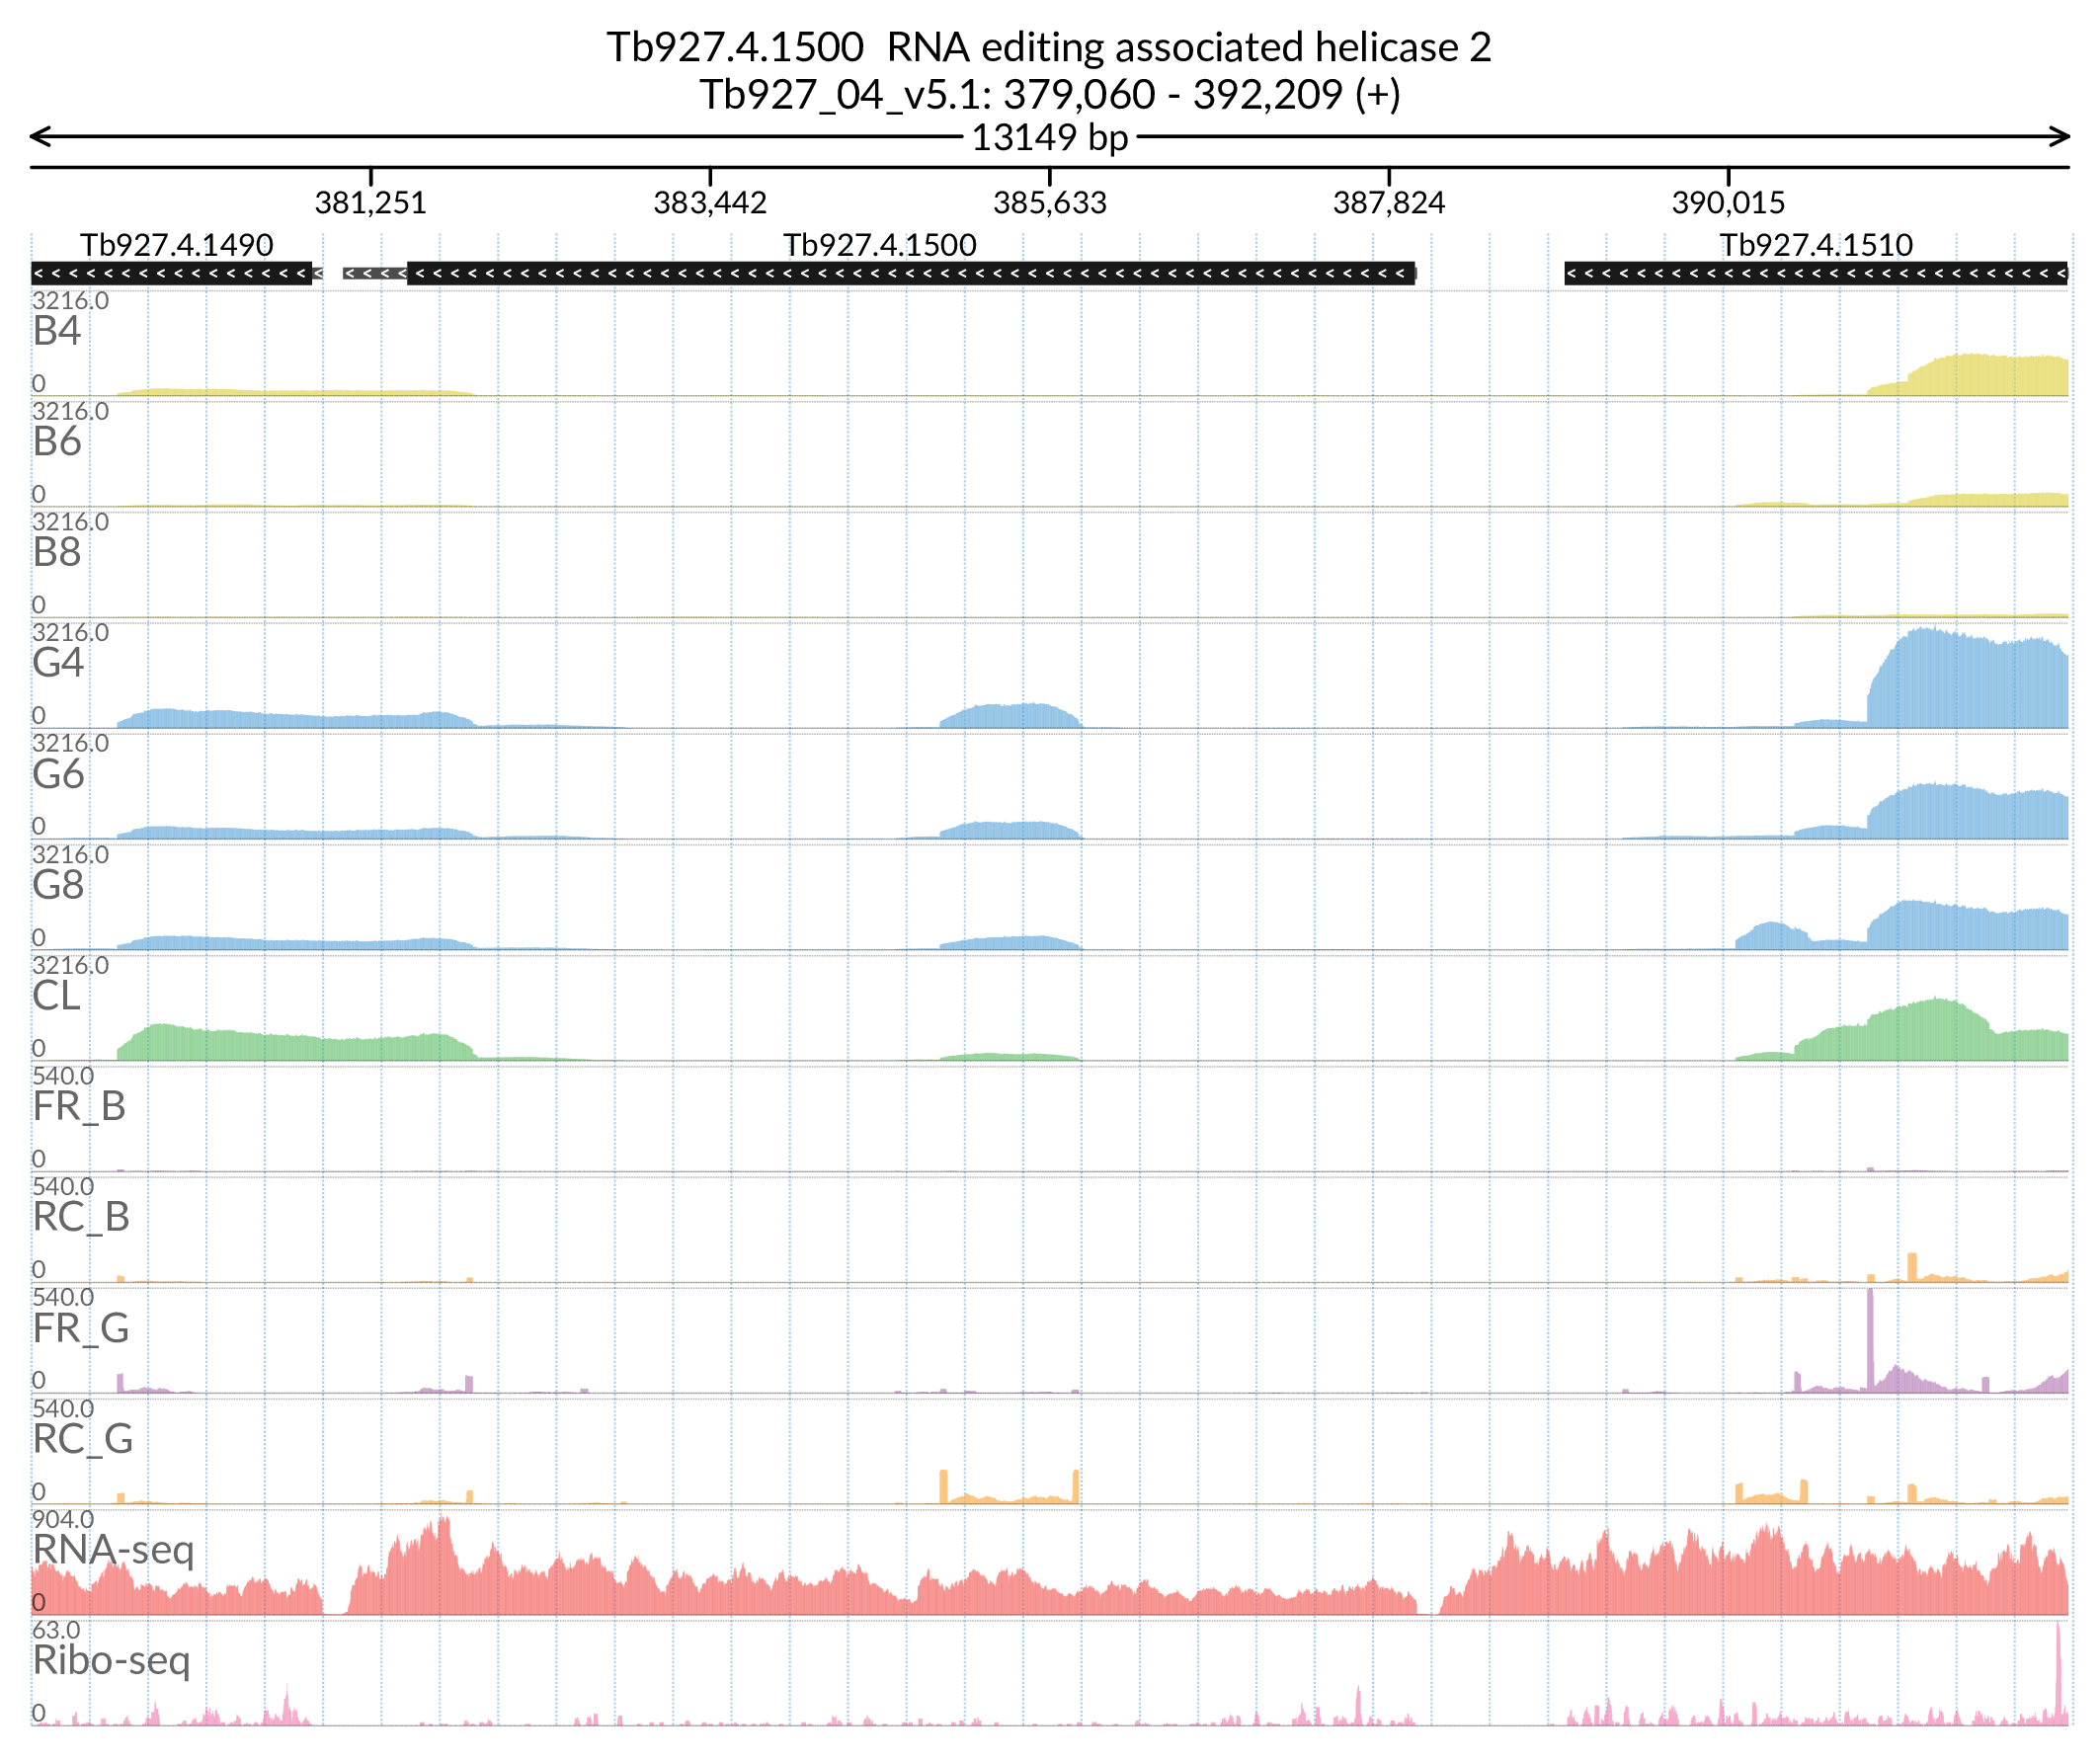 Tb927.4.1500  RNA editing associated helicase 2
Tb927_04_v5.1: 379,060 - 392,209 (+)
13149 bp
381,251 383,442 385,633 387,824 390,015
Tb927.4.1490 Tb927.4.1500 Tb927.4.1510
3216.0
B4
0
3216.0
B6
0
3216.0
B8
0
3216.0
G4
0
3216.0
G6
0
3216.0
G8
0
3216.0
CL
0
540.0
FR_B
0
540.0
RC_B
0
540.0
FR_G
0
540.0
RC_G
0
904.0
RNA-seq
0
63.0
Ribo-seq
0